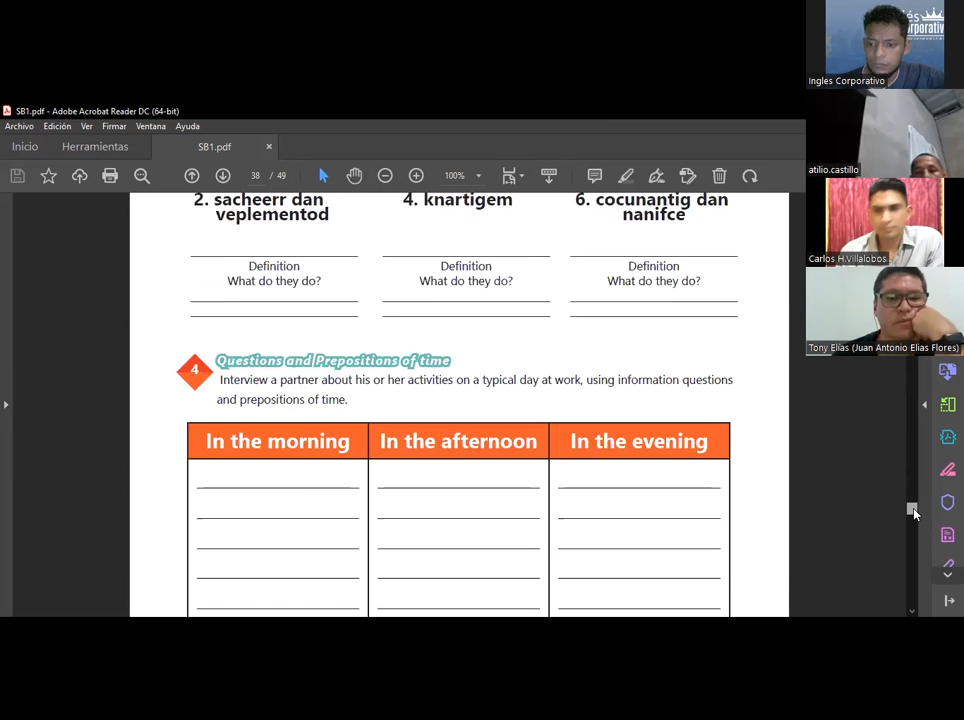 SB1.pdf - Adobe Acrobat Reader DC (64-bit)
Archivo Edición Ver Firmar Ventana Ayuda
Inicio Herramientas SB1.pdf ×
38 / 49 100%
2. sacheerr dan
veplementod
4. knartigem
6. cocunantig dan
nanifce
Definition
What do they do?
Definition
What do they do?
Definition
What do they do?
4
Questions and Prepositions of time
Interview a partner about his or her activities on a typical day at work, using information questions
and prepositions of time.
In the morning In the afternoon In the evening
Ingles Corporativo
atilio.castillo
Carlos H.Villalobos
Tony Elias (Juan Antonio Elias Flores)